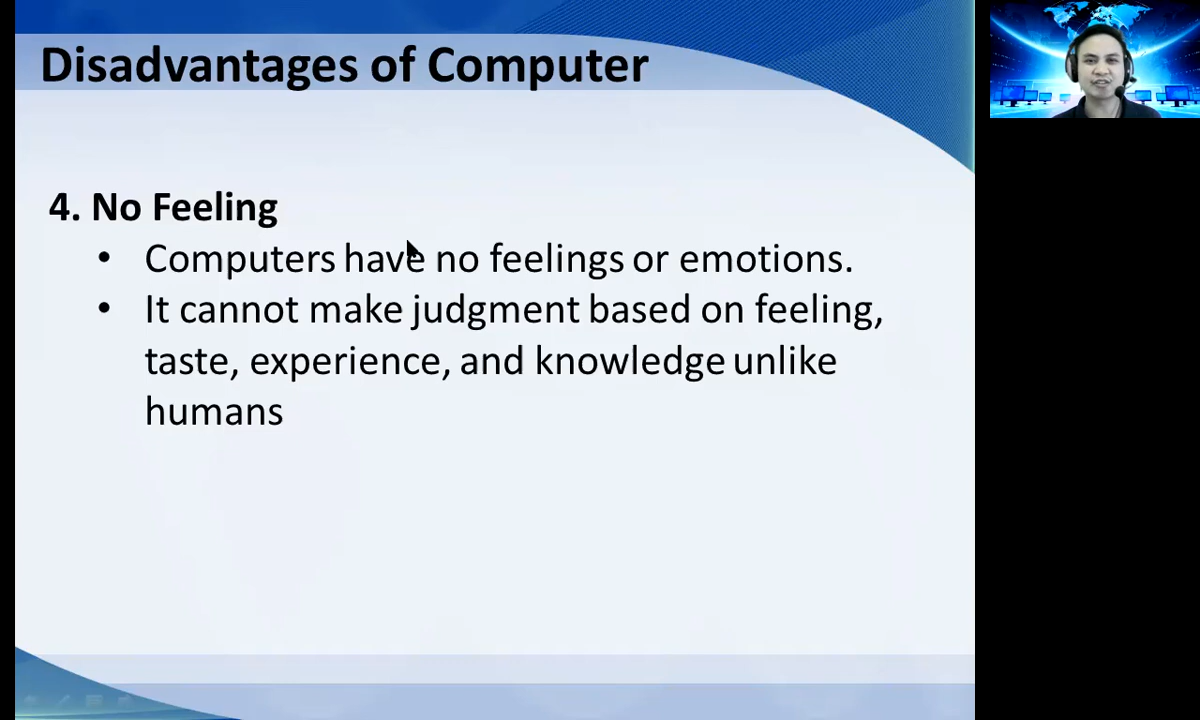 Disadvantages of Computer
4. No Feeling
• Computers have no feelings or emotions.
• It cannot make judgment based on feeling,
taste, experience, and knowledge unlike
humans